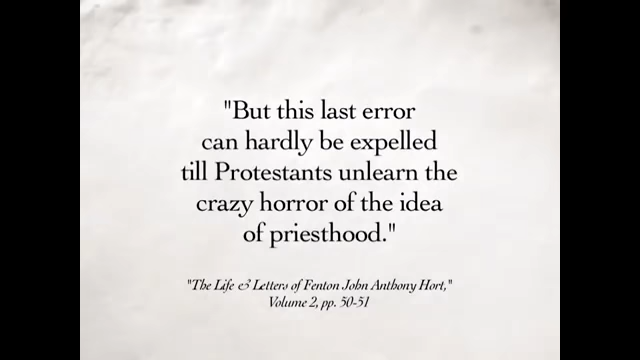 "But this last error
can hardly be expelled
till Protestants unlearn the
crazy horror of the idea
of priesthood."
"The Life & Letters of Fenton John Anthony Hort,"
Volume 2, pp. 50-51